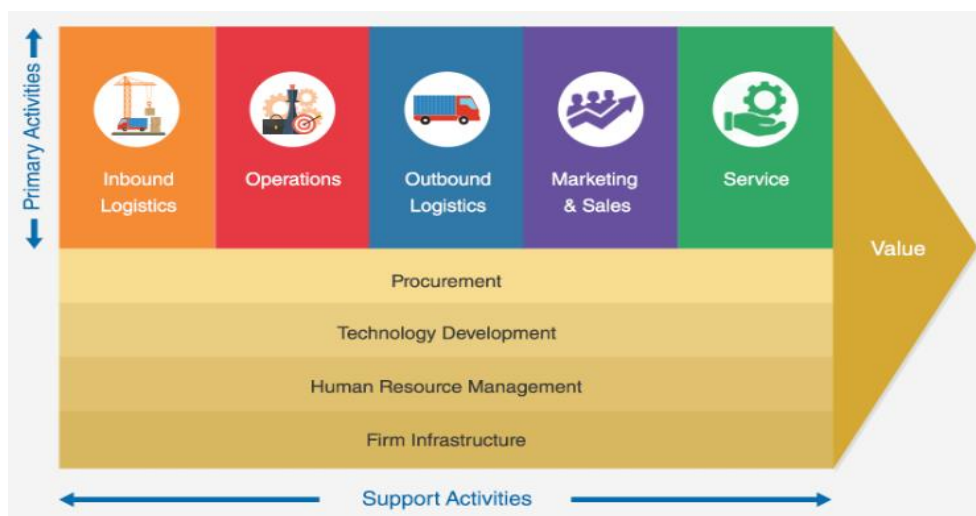 Primary Activities
Inbound
Logistics
Operations
Outbound
Logistics
Marketing
& Sales
Service
Value
Procurement
Technology Development
Human Resource Management
Firm Infrastructure
Support Activities